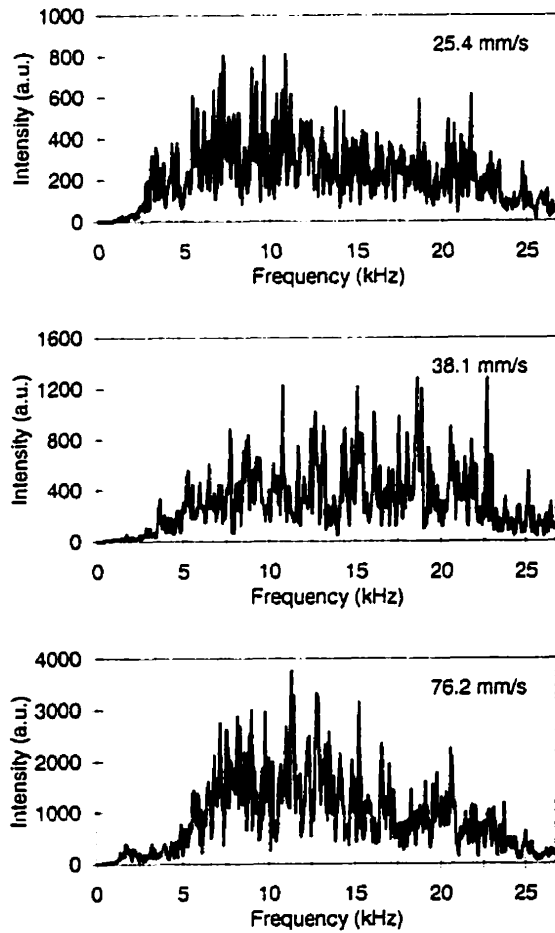 1000
25.4 mm/s
800
600
400
200
0
Intensity (a.u.)
0 5 10 15 20 25
Frequency (kHz)
1600
38.1 mm/s
1200
800
400
0
Intensity (a.u.)
0 5 10 15 20 25
Frequency (kHz)
4000
76.2 mm/s
3000
2000
1000
0
Intensity (a.u.)
0 5 10 15 20 25
Frequency (kHz)